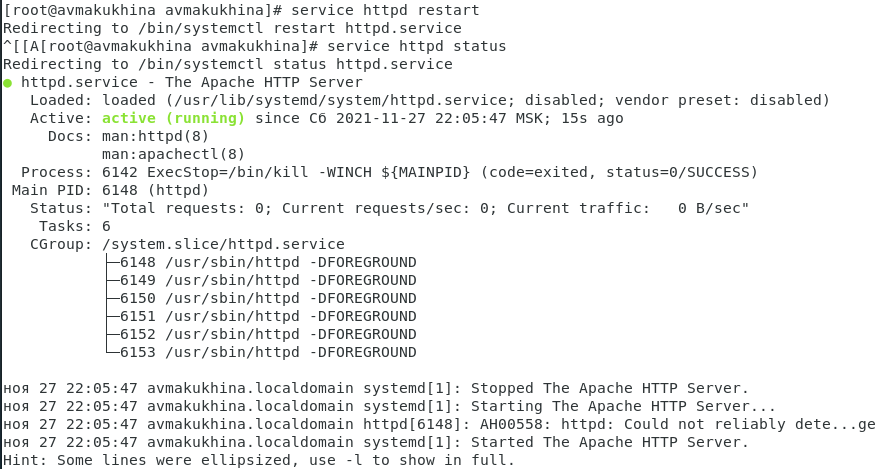 [root@avmakukhina avmakukhina]# service httpd restart
Redirecting to /bin/systemctl restart httpd.service
^[[A[root@avmakukhina avmakukhina]# service httpd status
Redirecting to /bin/systemctl status httpd.service
● httpd.service - The Apache HTTP Server
   Loaded: loaded (/usr/lib/systemd/system/httpd.service; disabled; vendor preset: disabled)
   Active: active (running) since Сб 2021-11-27 22:05:47 MSK; 15s ago
     Docs: man:httpd(8)
           man:apachectl(8)
  Process: 6142 ExecStop=/bin/kill -WINCH ${MAINPID} (code=exited, status=0/SUCCESS)
 Main PID: 6148 (httpd)
   Status: "Total requests: 0; Current requests/sec: 0; Current traffic:   0 B/sec"
    Tasks: 6
   CGroup: /system.slice/httpd.service
           ├─6148 /usr/sbin/httpd -DFOREGROUND
           ├─6149 /usr/sbin/httpd -DFOREGROUND
           ├─6150 /usr/sbin/httpd -DFOREGROUND
           ├─6151 /usr/sbin/httpd -DFOREGROUND
           ├─6152 /usr/sbin/httpd -DFOREGROUND
           └─6153 /usr/sbin/httpd -DFOREGROUND

ноя 27 22:05:47 avmakukhina.localdomain systemd[1]: Stopped The Apache HTTP Server.
ноя 27 22:05:47 avmakukhina.localdomain systemd[1]: Starting The Apache HTTP Server...
ноя 27 22:05:47 avmakukhina.localdomain httpd[6148]: AH00558: httpd: Could not reliably dete...ge
ноя 27 22:05:47 avmakukhina.localdomain systemd[1]: Started The Apache HTTP Server.
Hint: Some lines were ellipsized, use -l to show in full.